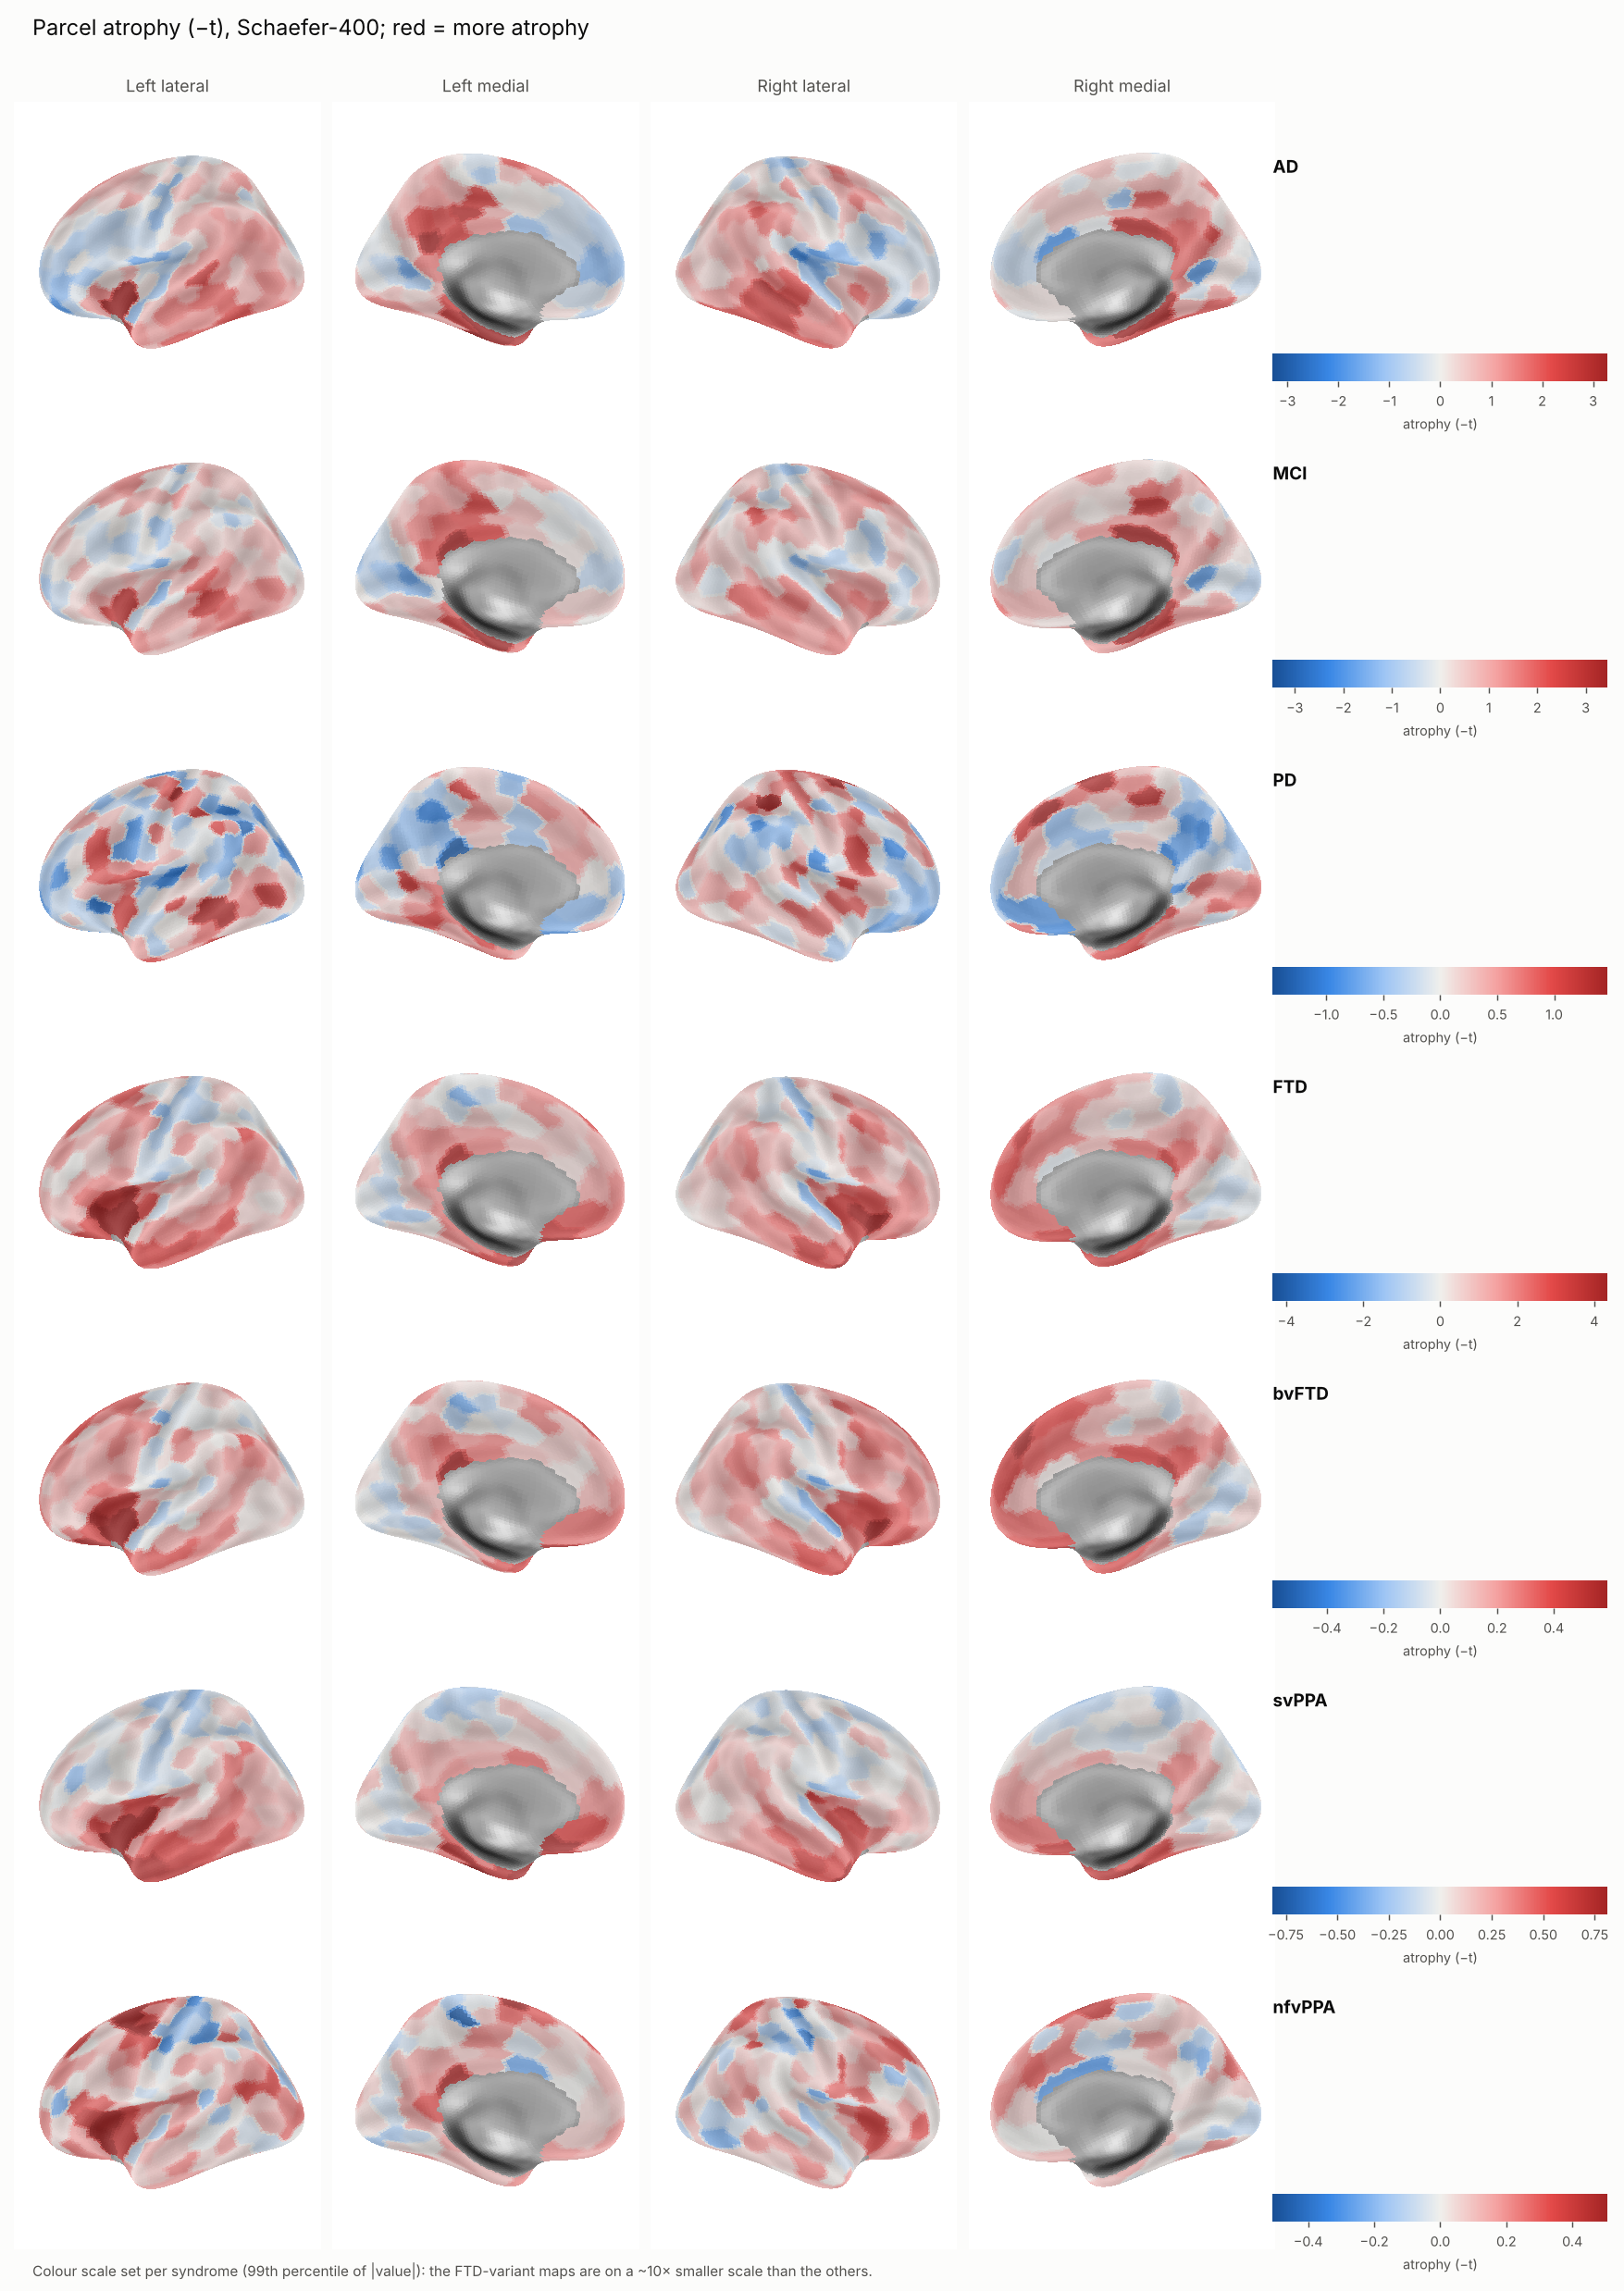 Parcel atrophy (−t), Schaefer-400; red = more atrophy
Left lateral Left medial Right lateral Right medial
AD
−3 −2 −1 0 1 2 3
atrophy (−t)
MCI
−3 −2 −1 0 1 2 3
atrophy (−t)
PD
−1.0 −0.5 0.0 0.5 1.0
atrophy (−t)
FTD
−4 −2 0 2 4
atrophy (−t)
bvFTD
−0.4 −0.2 0.0 0.2 0.4
atrophy (−t)
svPPA
−0.75 −0.50 −0.25 0.00 0.25 0.50 0.75
atrophy (−t)
nfvPPA
−0.4 −0.2 0.0 0.2 0.4
atrophy (−t)
Colour scale set per syndrome (99th percentile of |value|): the FTD-variant maps are on a ~10× smaller scale than the others.